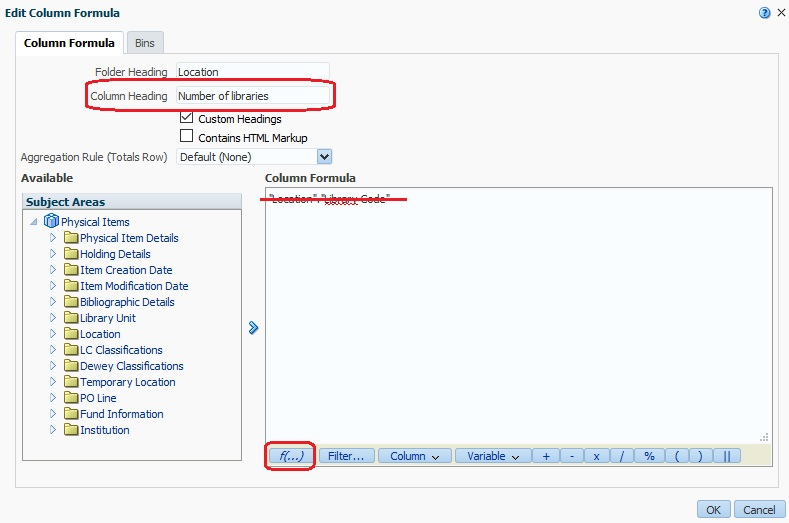 Edit Column Formula
Column Formula
Bins
Folder Heading Location
Column Heading Number of libraries
Custom Headings
Contains HTML Markup
Aggregation Rule (Totals Row) Default (None)
Available
Column Formula
Subject Areas
"Location"."Library Code"
Physical Items
Physical Item Details
Holding Details
Item Creation Date
Item Modification Date
Bibliographic Details
Library Unit
Location
LC Classifications
Dewey Classifications
Temporary Location
PO Line
Fund Information
Institution
f(...) Filter... Column Variable + - x / % ( ) ||
OK Cancel